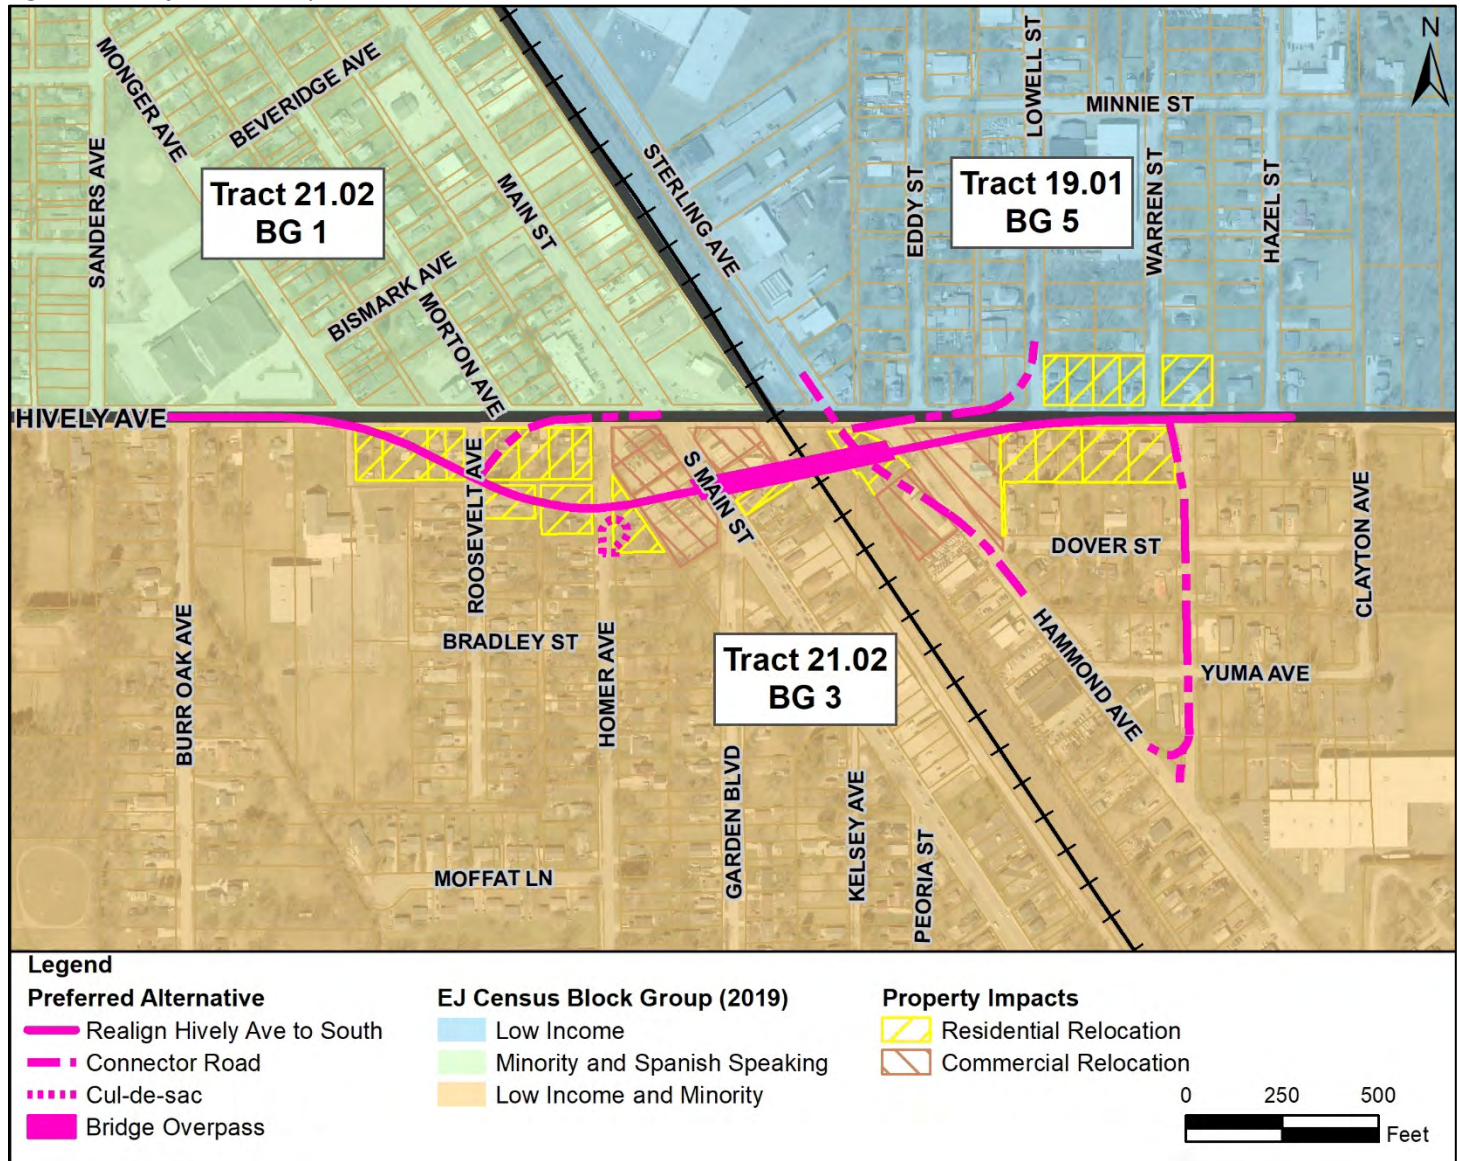 N
MONGER AVE
BEVERIDGE AVE
SANDERS AVE
MAIN ST
STERLING AVE
LOWELL ST
MINNIE ST
EDDY ST
WARREN ST
HAZEL ST
Tract 21.02
BG 1
Tract 19.01
BG 5
BISMARK AVE
MORTON AVE
HIVELY AVE
ROOSEVELT AVE
S MAIN ST
DOVER ST
CLAYTON AVE
BURR OAK AVE
BRADLEY ST
HOMER AVE
Tract 21.02
BG 3
HAMMOND AVE
YUMA AVE
GARDEN BLVD
KELSEY AVE
PEORIA ST
MOFFAT LN
Legend
Preferred Alternative
Realign Hively Ave to South
Connector Road
Cul-de-sac
Bridge Overpass
EJ Census Block Group (2019)
Low Income
Minority and Spanish Speaking
Low Income and Minority
Property Impacts
Residential Relocation
Commercial Relocation
0 250 500
Feet